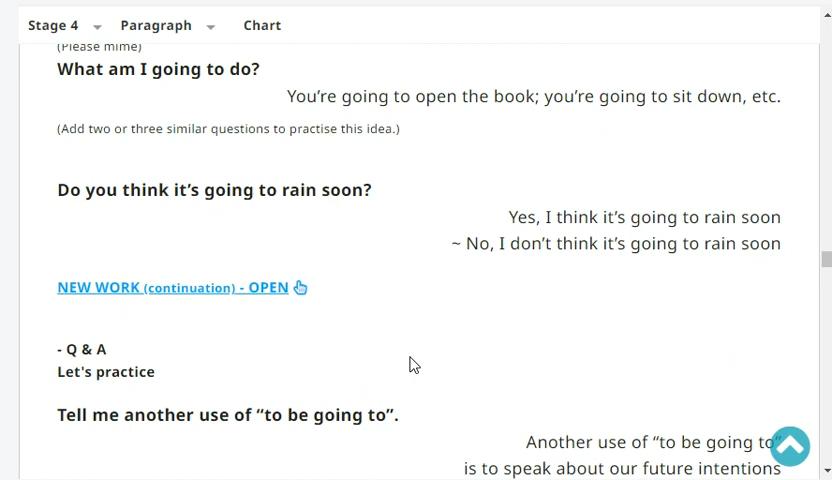 Stage 4 Paragraph Chart
(Please mime)
What am I going to do?
You're going to open the book; you're going to sit down, etc.
(Add two or three similar questions to practise this idea.)
Do you think it's going to rain soon?
Yes, I think it's going to rain soon
~ No, I don't think it's going to rain soon
NEW WORK (continuation) - OPEN
- Q & A
Let's practice
Tell me another use of “to be going to”.
Another use of “to be going to”
is to speak about our future intentions